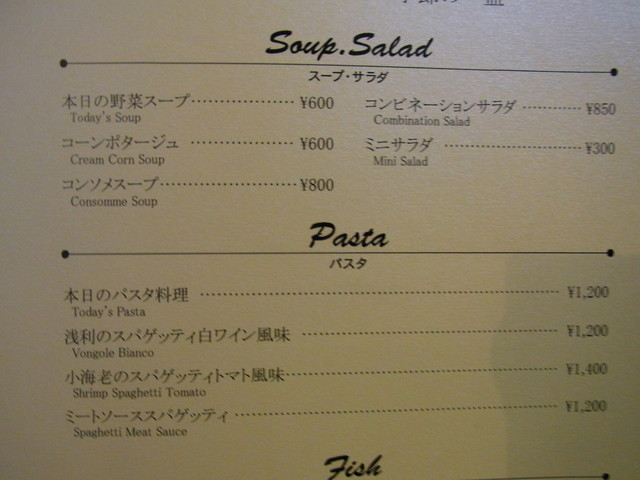 Soup.Salad
スープ・サラダ
本日の野菜スープ ¥600
Today's Soup
コーンポタージュ ¥600
Cream Corn Soup
コンソメスープ ¥800
Consomme Soup
コンビネーションサラダ ¥850
Combination Salad
ミニサラダ ¥300
Mini Salad
Pasta
パスタ
本日のパスタ料理 ¥1,200
Today's Pasta
浅利のスパゲッティ白ワイン風味 ¥1,200
Vongole Bianco
小海老のスパゲッティトマト風味 ¥1,400
Shrimp Spaghetti Tomato
ミートソーススパゲッティ ¥1,200
Spaghetti Meat Sauce
Fish